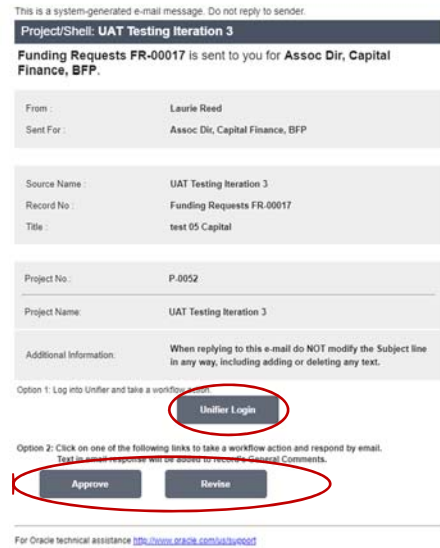 This is a system-generated e-mail message. Do not reply to sender.
Project/Shell: UAT Testing Iteration 3
Funding Requests FR-00017 is sent to you for Assoc Dir, Capital
Finance, BFP.
From : Laurie Reed
Sent For : Assoc Dir, Capital Finance, BFP
Source Name : UAT Testing Iteration 3
Record No : Funding Requests FR-00017
Title : test 05 Capital
Project No.: P-0052
Project Name: UAT Testing Iteration 3
Additional Information: When replying to this e-mail do NOT modify the Subject line
in any way, including adding or deleting any text.
Option 1: Log into Unifier and take a workflow action.
Unifier Login
Option 2: Click on one of the following links to take a workflow action and respond by email.
Text in email response will be added to record's General Comments.
Approve Revise
For Oracle technical assistance http://www.oracle.com/us/support